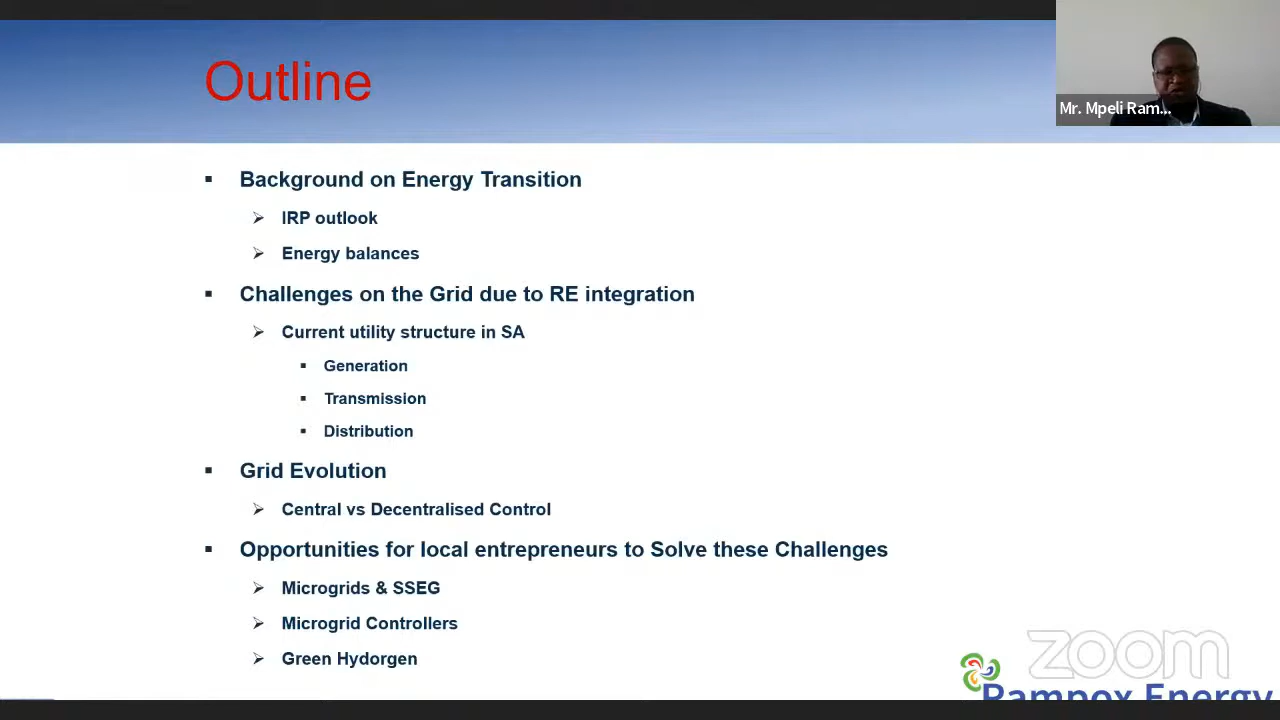 Outline
Mr. Mpeli Ram...
Background on Energy Transition
IRP outlook
Energy balances
Challenges on the Grid due to RE integration
Current utility structure in SA
Generation
Transmission
Distribution
Grid Evolution
Central vs Decentralised Control
Opportunities for local entrepreneurs to Solve these Challenges
Microgrids & SSEG
Microgrid Controllers
Green Hydorgen
zoom
Rampox Energy